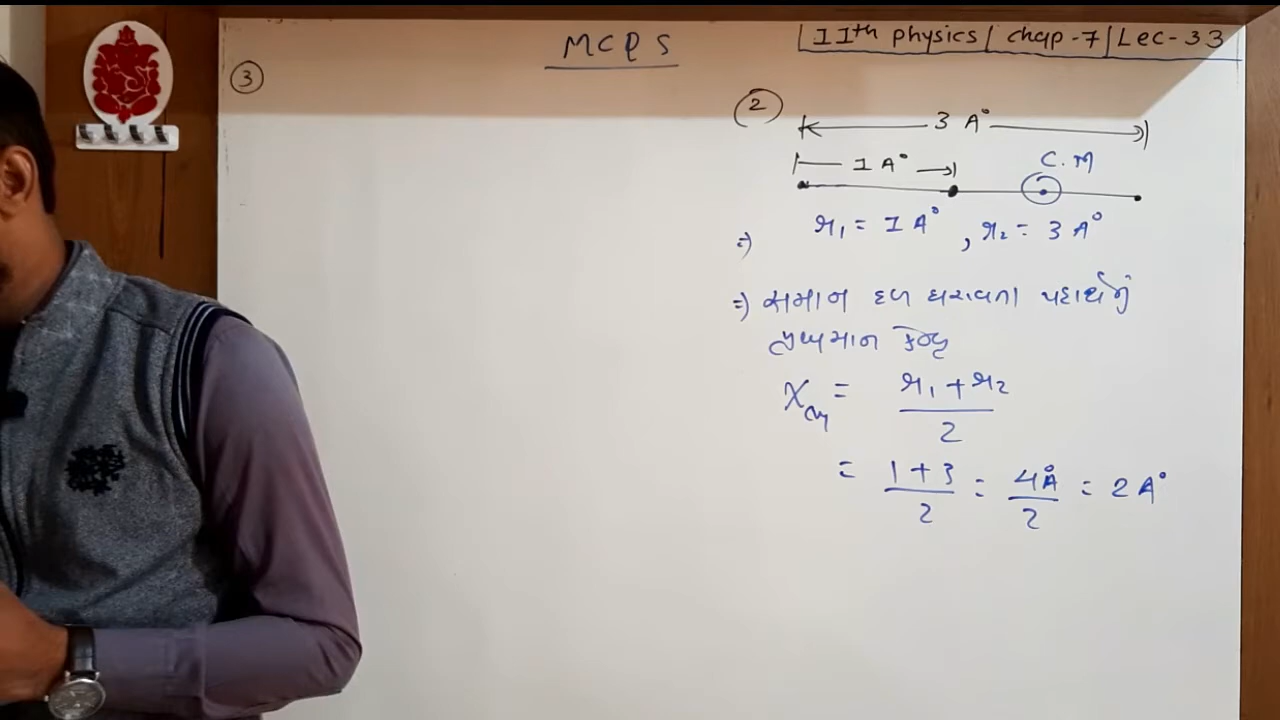 MCQS
11th physics / chap-7 / Lec-33
3
2
3 A°
1 A°
C.M
⇒ r₁ = 1 A° , r₂ = 3 A°
⇒ સમાન દળ ધરાવતા પદાર્થનું
દ્રવ્યમાન કેન્દ્ર
Xcm = r₁ + r₂ / 2
= 1 + 3 / 2 = 4Å / 2 = 2 A°